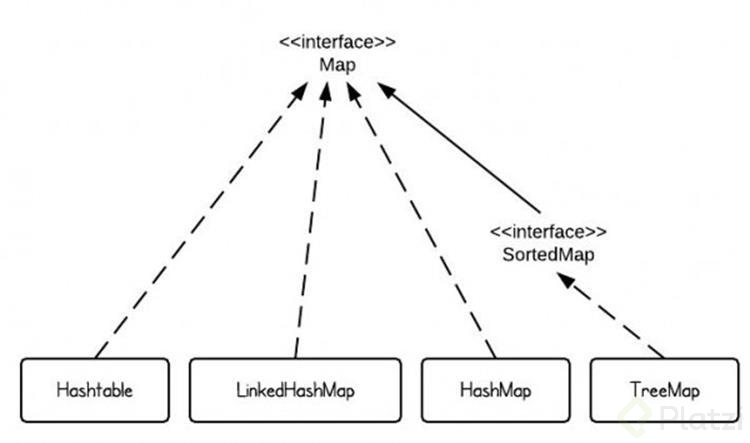 <<interface>>
Map
<<interface>>
SortedMap
Hashtable
LinkedHashMap
HashMap
TreeMap
Platzi